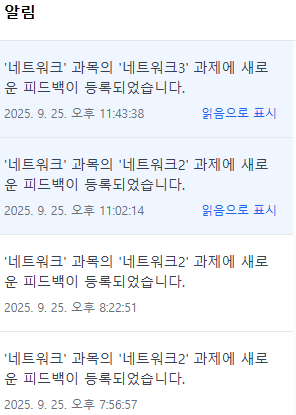 알림
'네트워크' 과목의 '네트워크3' 과제에 새로
운 피드백이 등록되었습니다.
2025. 9. 25. 오후 11:43:38 읽음으로 표시
'네트워크' 과목의 '네트워크2' 과제에 새로
운 피드백이 등록되었습니다.
2025. 9. 25. 오후 11:02:14 읽음으로 표시
'네트워크' 과목의 '네트워크2' 과제에 새로
운 피드백이 등록되었습니다.
2025. 9. 25. 오후 8:22:51
'네트워크' 과목의 '네트워크2' 과제에 새로
운 피드백이 등록되었습니다.
2025. 9. 25. 오후 7:56:57